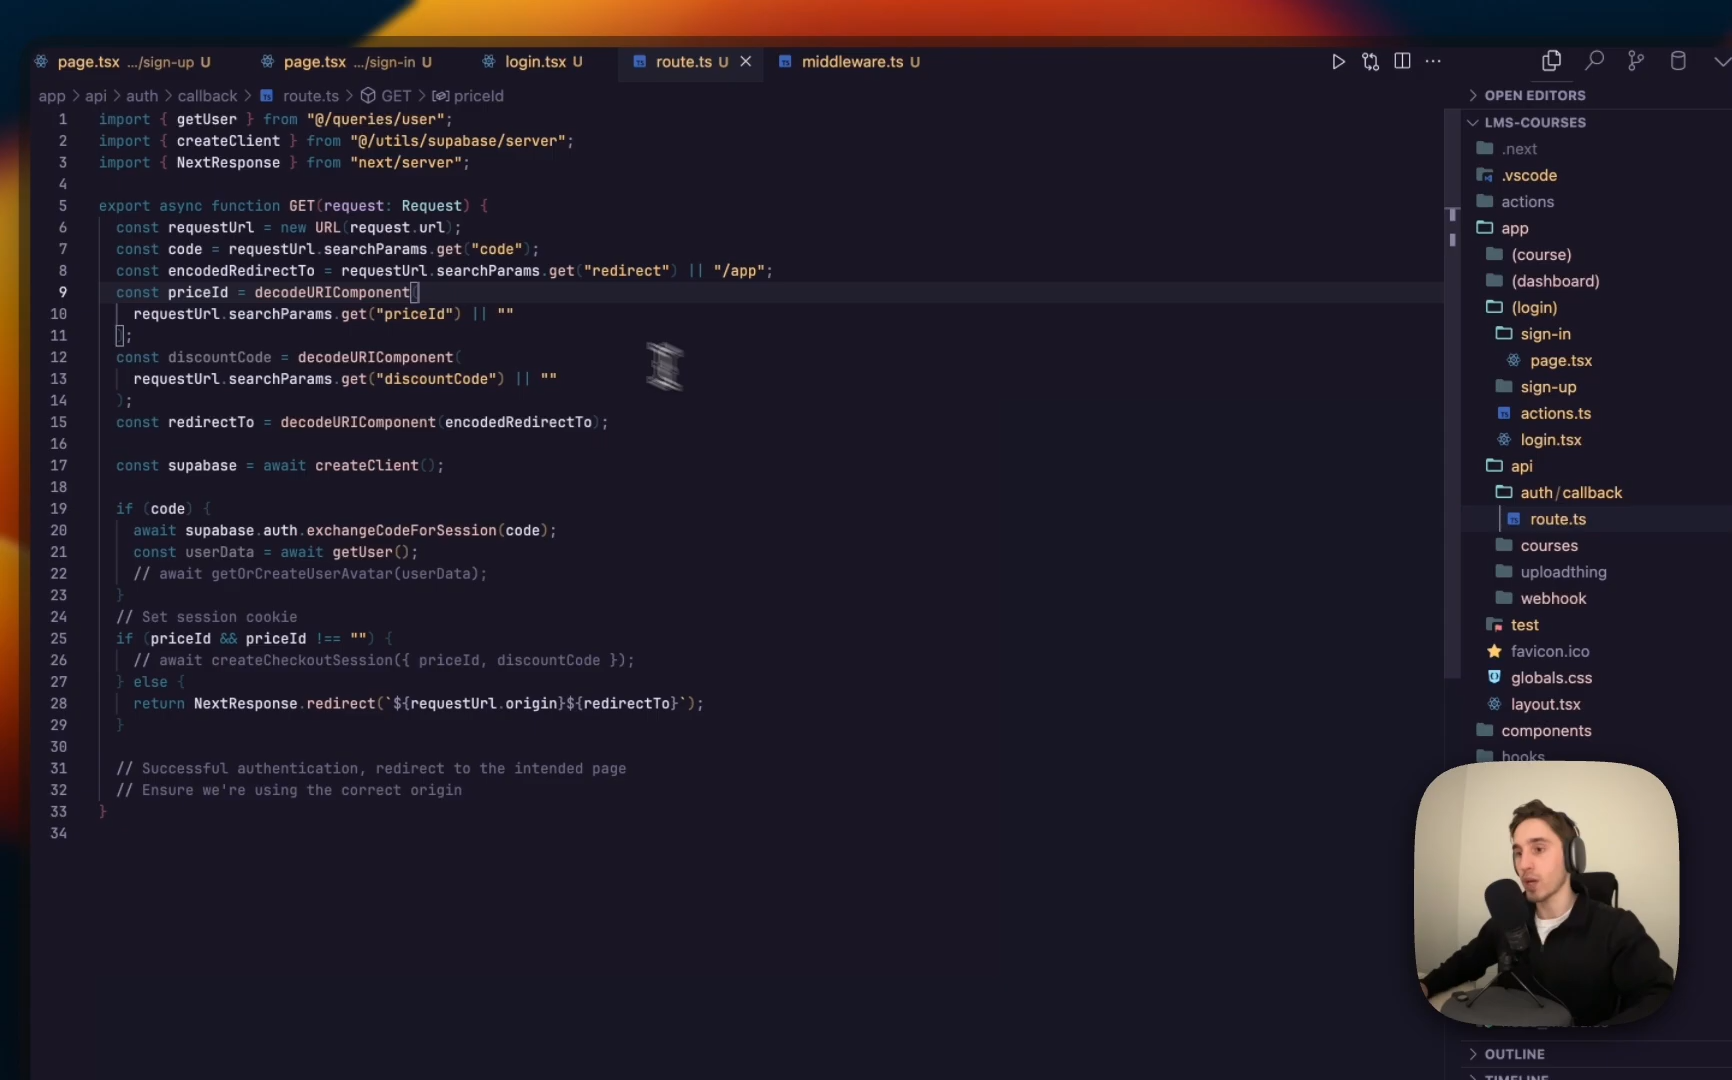 page.tsx .../sign-up U
page.tsx .../sign-in U
login.tsx U
route.ts U
middleware.ts U
app > api > auth > callback > route.ts > GET > priceId
1 import { getUser } from "@/queries/user";
2 import { createClient } from "@/utils/supabase/server";
3 import { NextResponse } from "next/server";
4
5 export async function GET(request: Request) {
6 const requestUrl = new URL(request.url);
7 const code = requestUrl.searchParams.get("code");
8 const encodedRedirectTo = requestUrl.searchParams.get("redirect") || "/app";
9 const priceId = decodeURIComponent(
10 requestUrl.searchParams.get("priceId") || ""
11 );
12 const discountCode = decodeURIComponent(
13 requestUrl.searchParams.get("discountCode") || ""
14 );
15 const redirectTo = decodeURIComponent(encodedRedirectTo);
16
17 const supabase = await createClient();
18
19 if (code) {
20 await supabase.auth.exchangeCodeForSession(code);
21 const userData = await getUser();
22 // await getOrCreateUserAvatar(userData);
23 }
24 // Set session cookie
25 if (priceId && priceId !== "") {
26 // await createCheckoutSession({ priceId, discountCode });
27 } else {
28 return NextResponse.redirect(`${requestUrl.origin}${redirectTo}`);
29 }
30
31 // Successful authentication, redirect to the intended page
32 // Ensure we're using the correct origin
33 }
34
OPEN EDITORS
LMS-COURSES
.next
.vscode
actions
app
(course)
(dashboard)
(login)
sign-in
page.tsx
sign-up
actions.ts
login.tsx
api
auth/callback
route.ts
courses
uploadthing
webhook
test
favicon.ico
globals.css
layout.tsx
components
hooks
OUTLINE
TIMELINE